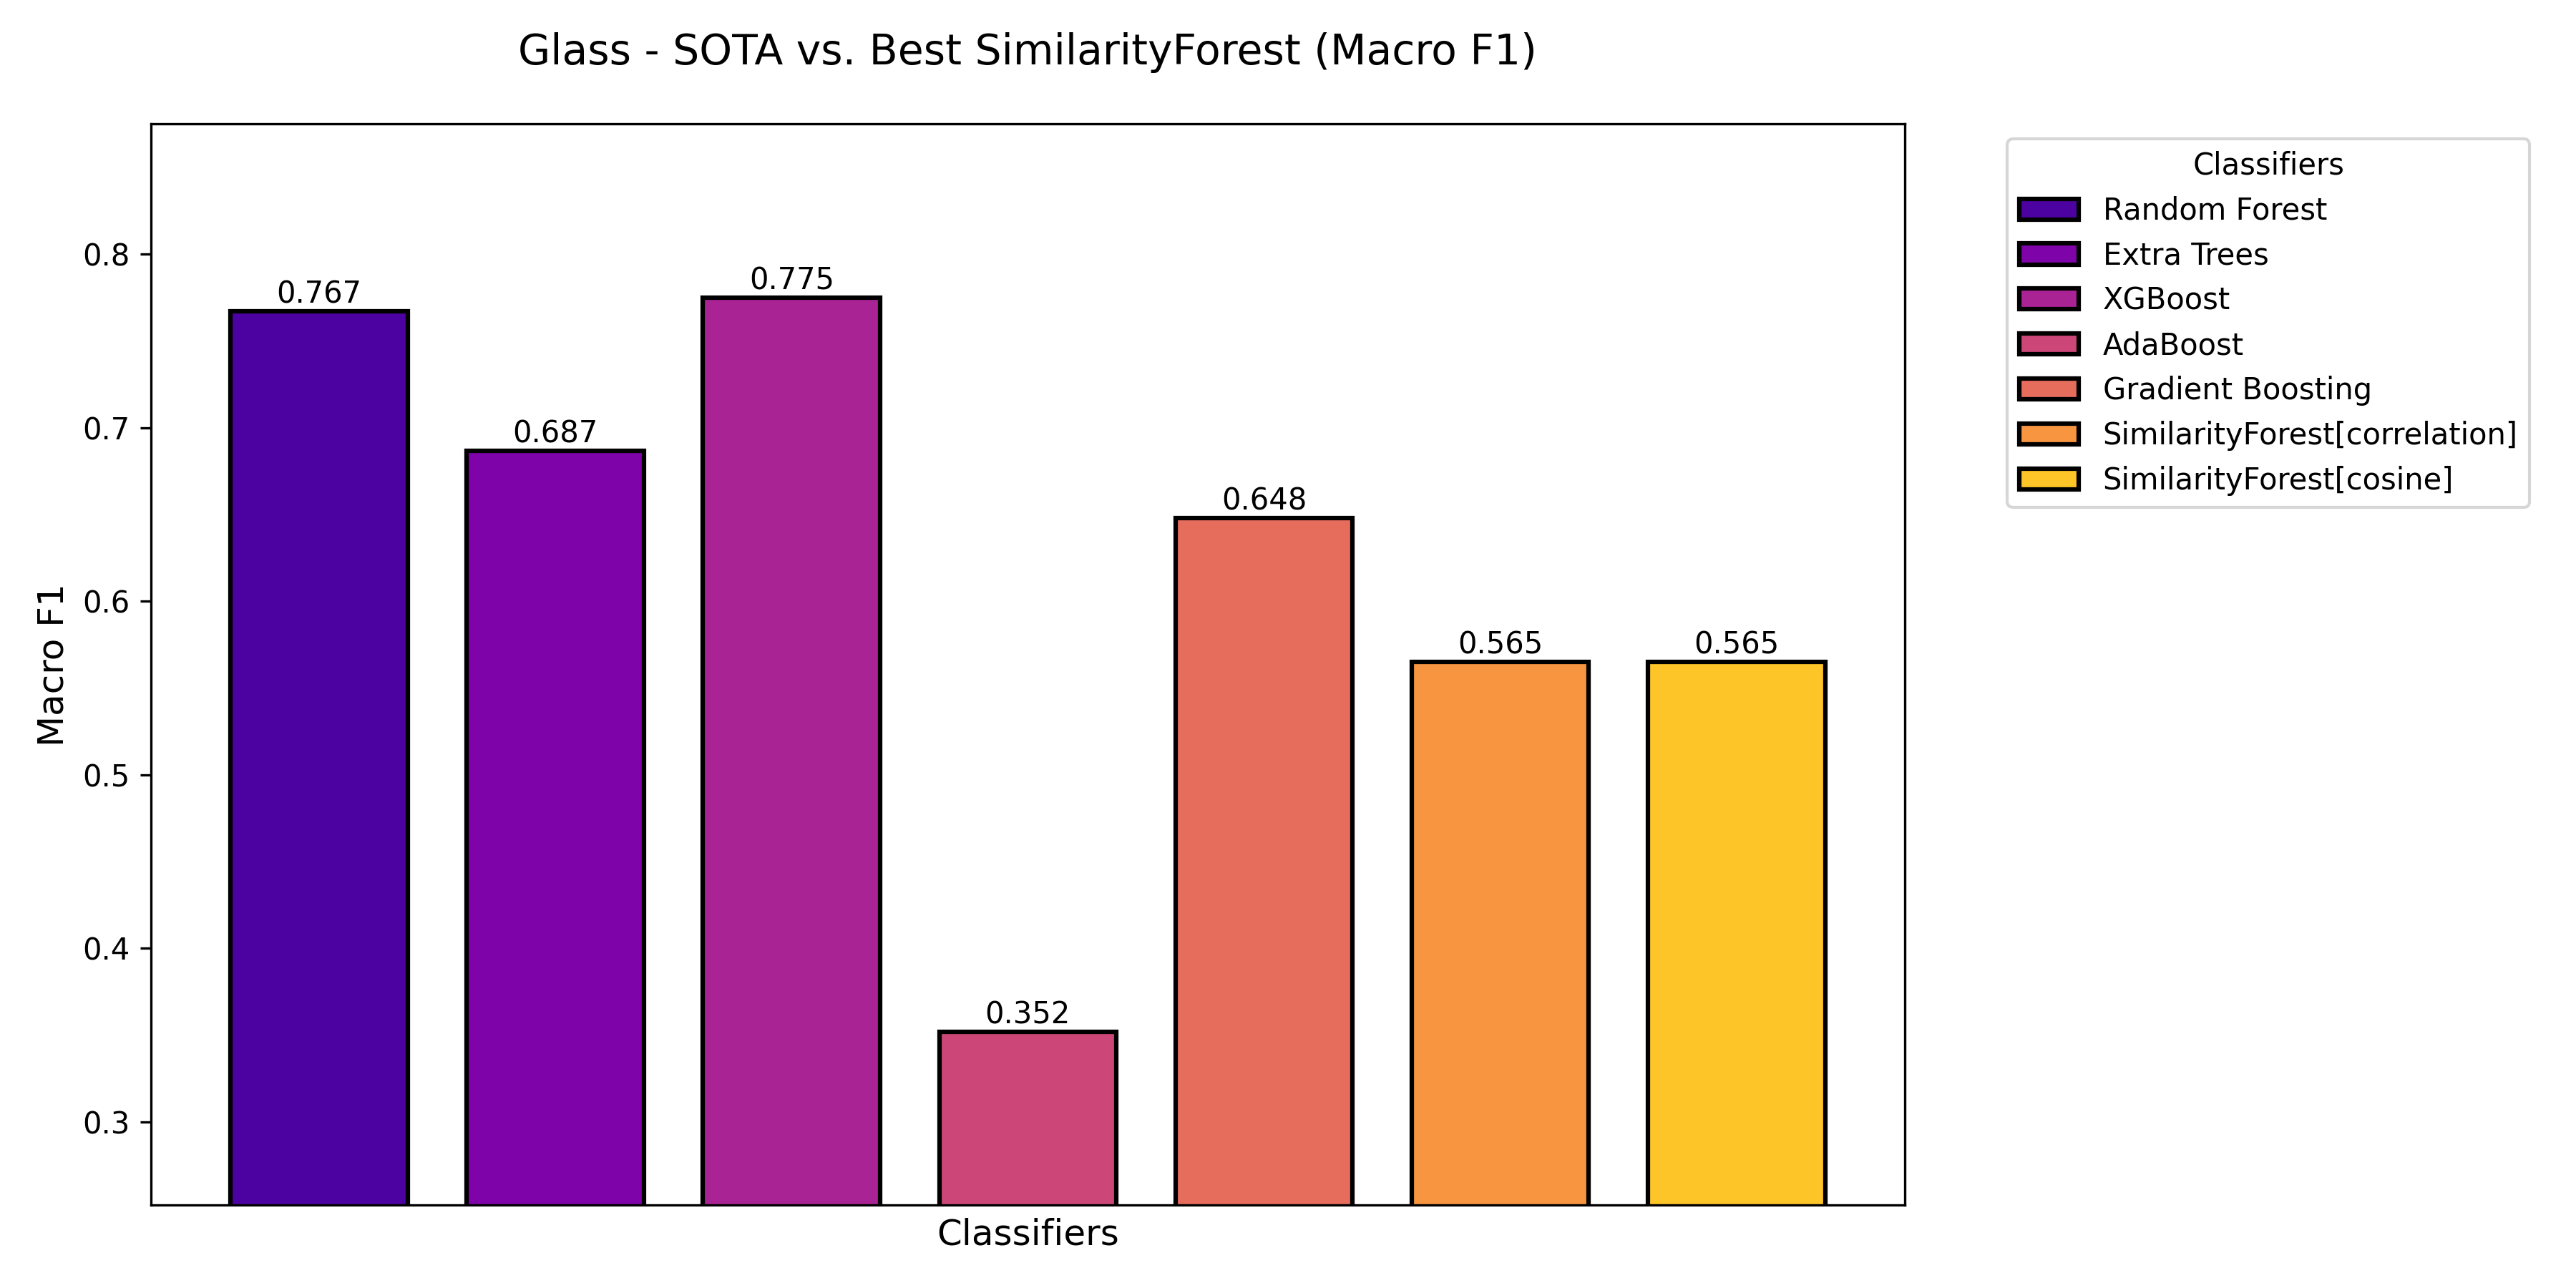 Glass - SOTA vs. Best SimilarityForest (Macro F1)
Macro F1
0.8
0.7
0.6
0.5
0.4
0.3
0.767
0.687
0.775
0.352
0.648
0.565
0.565
Classifiers
Classifiers
Random Forest
Extra Trees
XGBoost
AdaBoost
Gradient Boosting
SimilarityForest[correlation]
SimilarityForest[cosine]